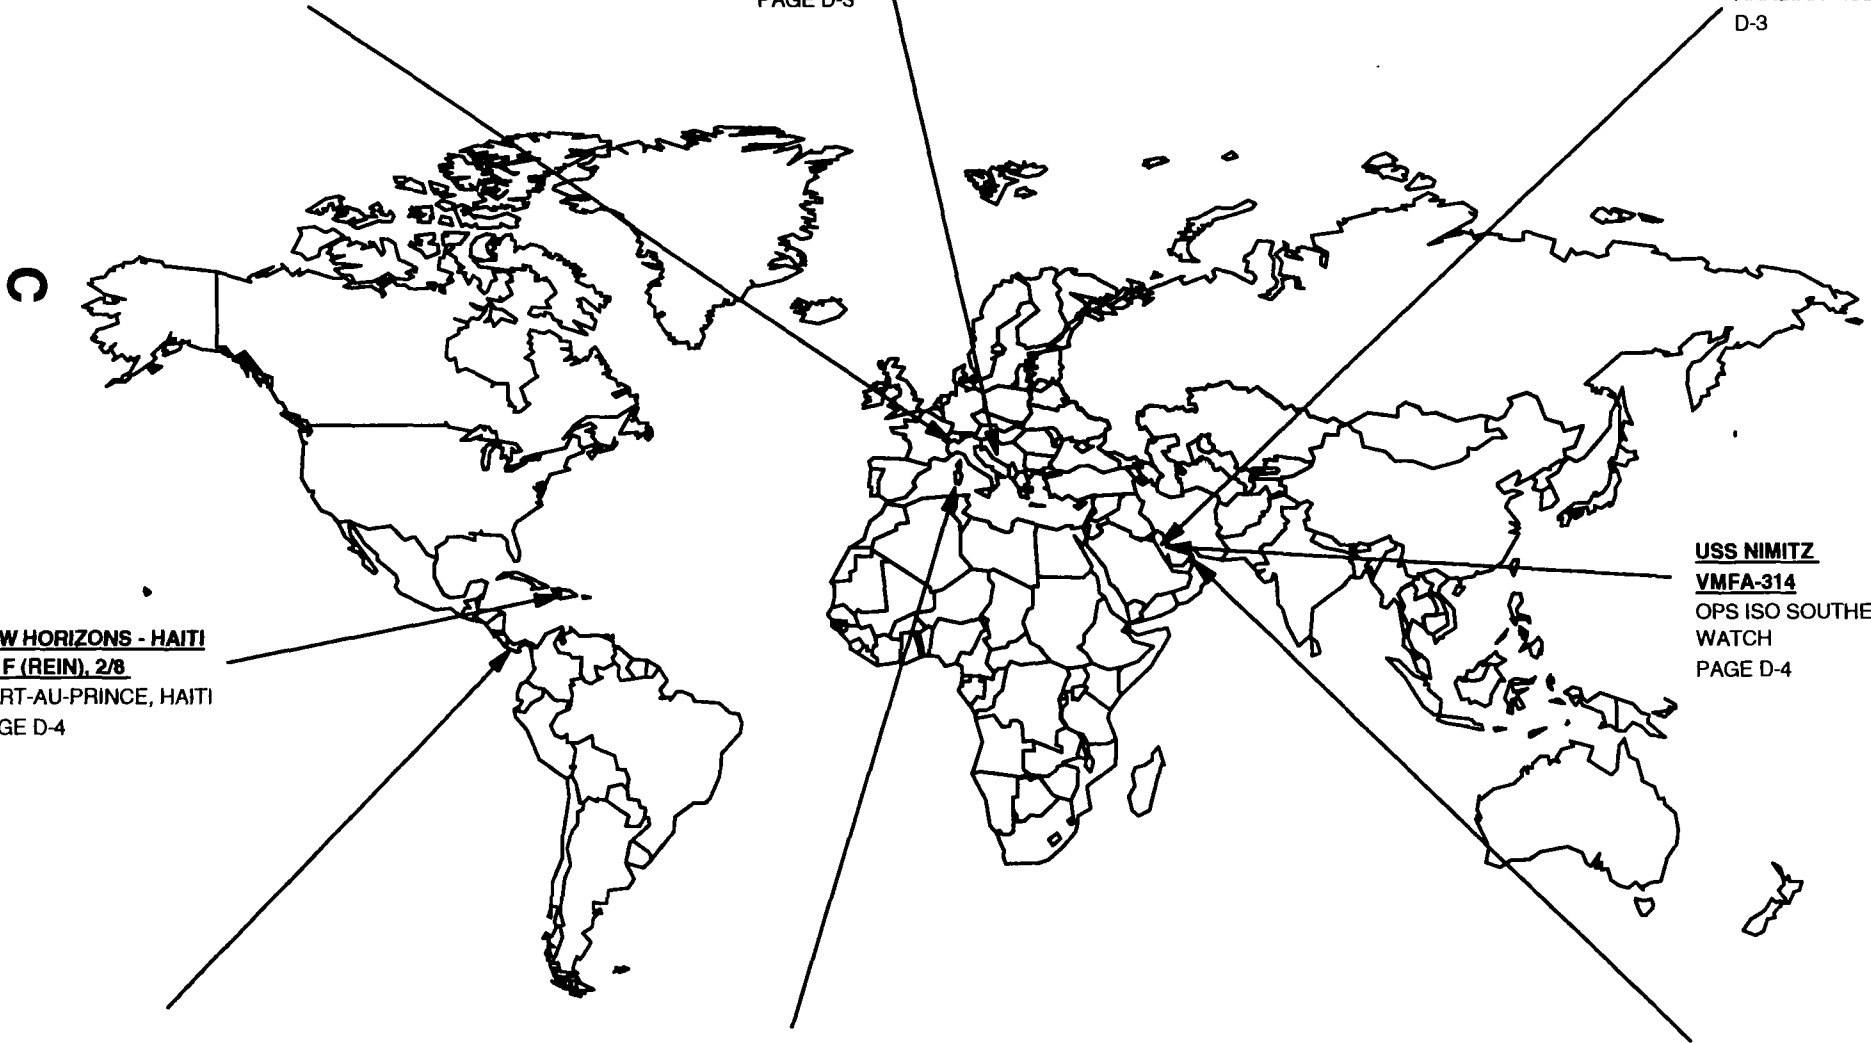 PAGE D-3
D-3
C
USS NIMITZ
VMFA-314
OPS ISO SOUTHE
WATCH
PAGE D-4
W HORIZONS - HAITI
F (REIN), 2/8
RT-AU-PRINCE, HAITI
GE D-4